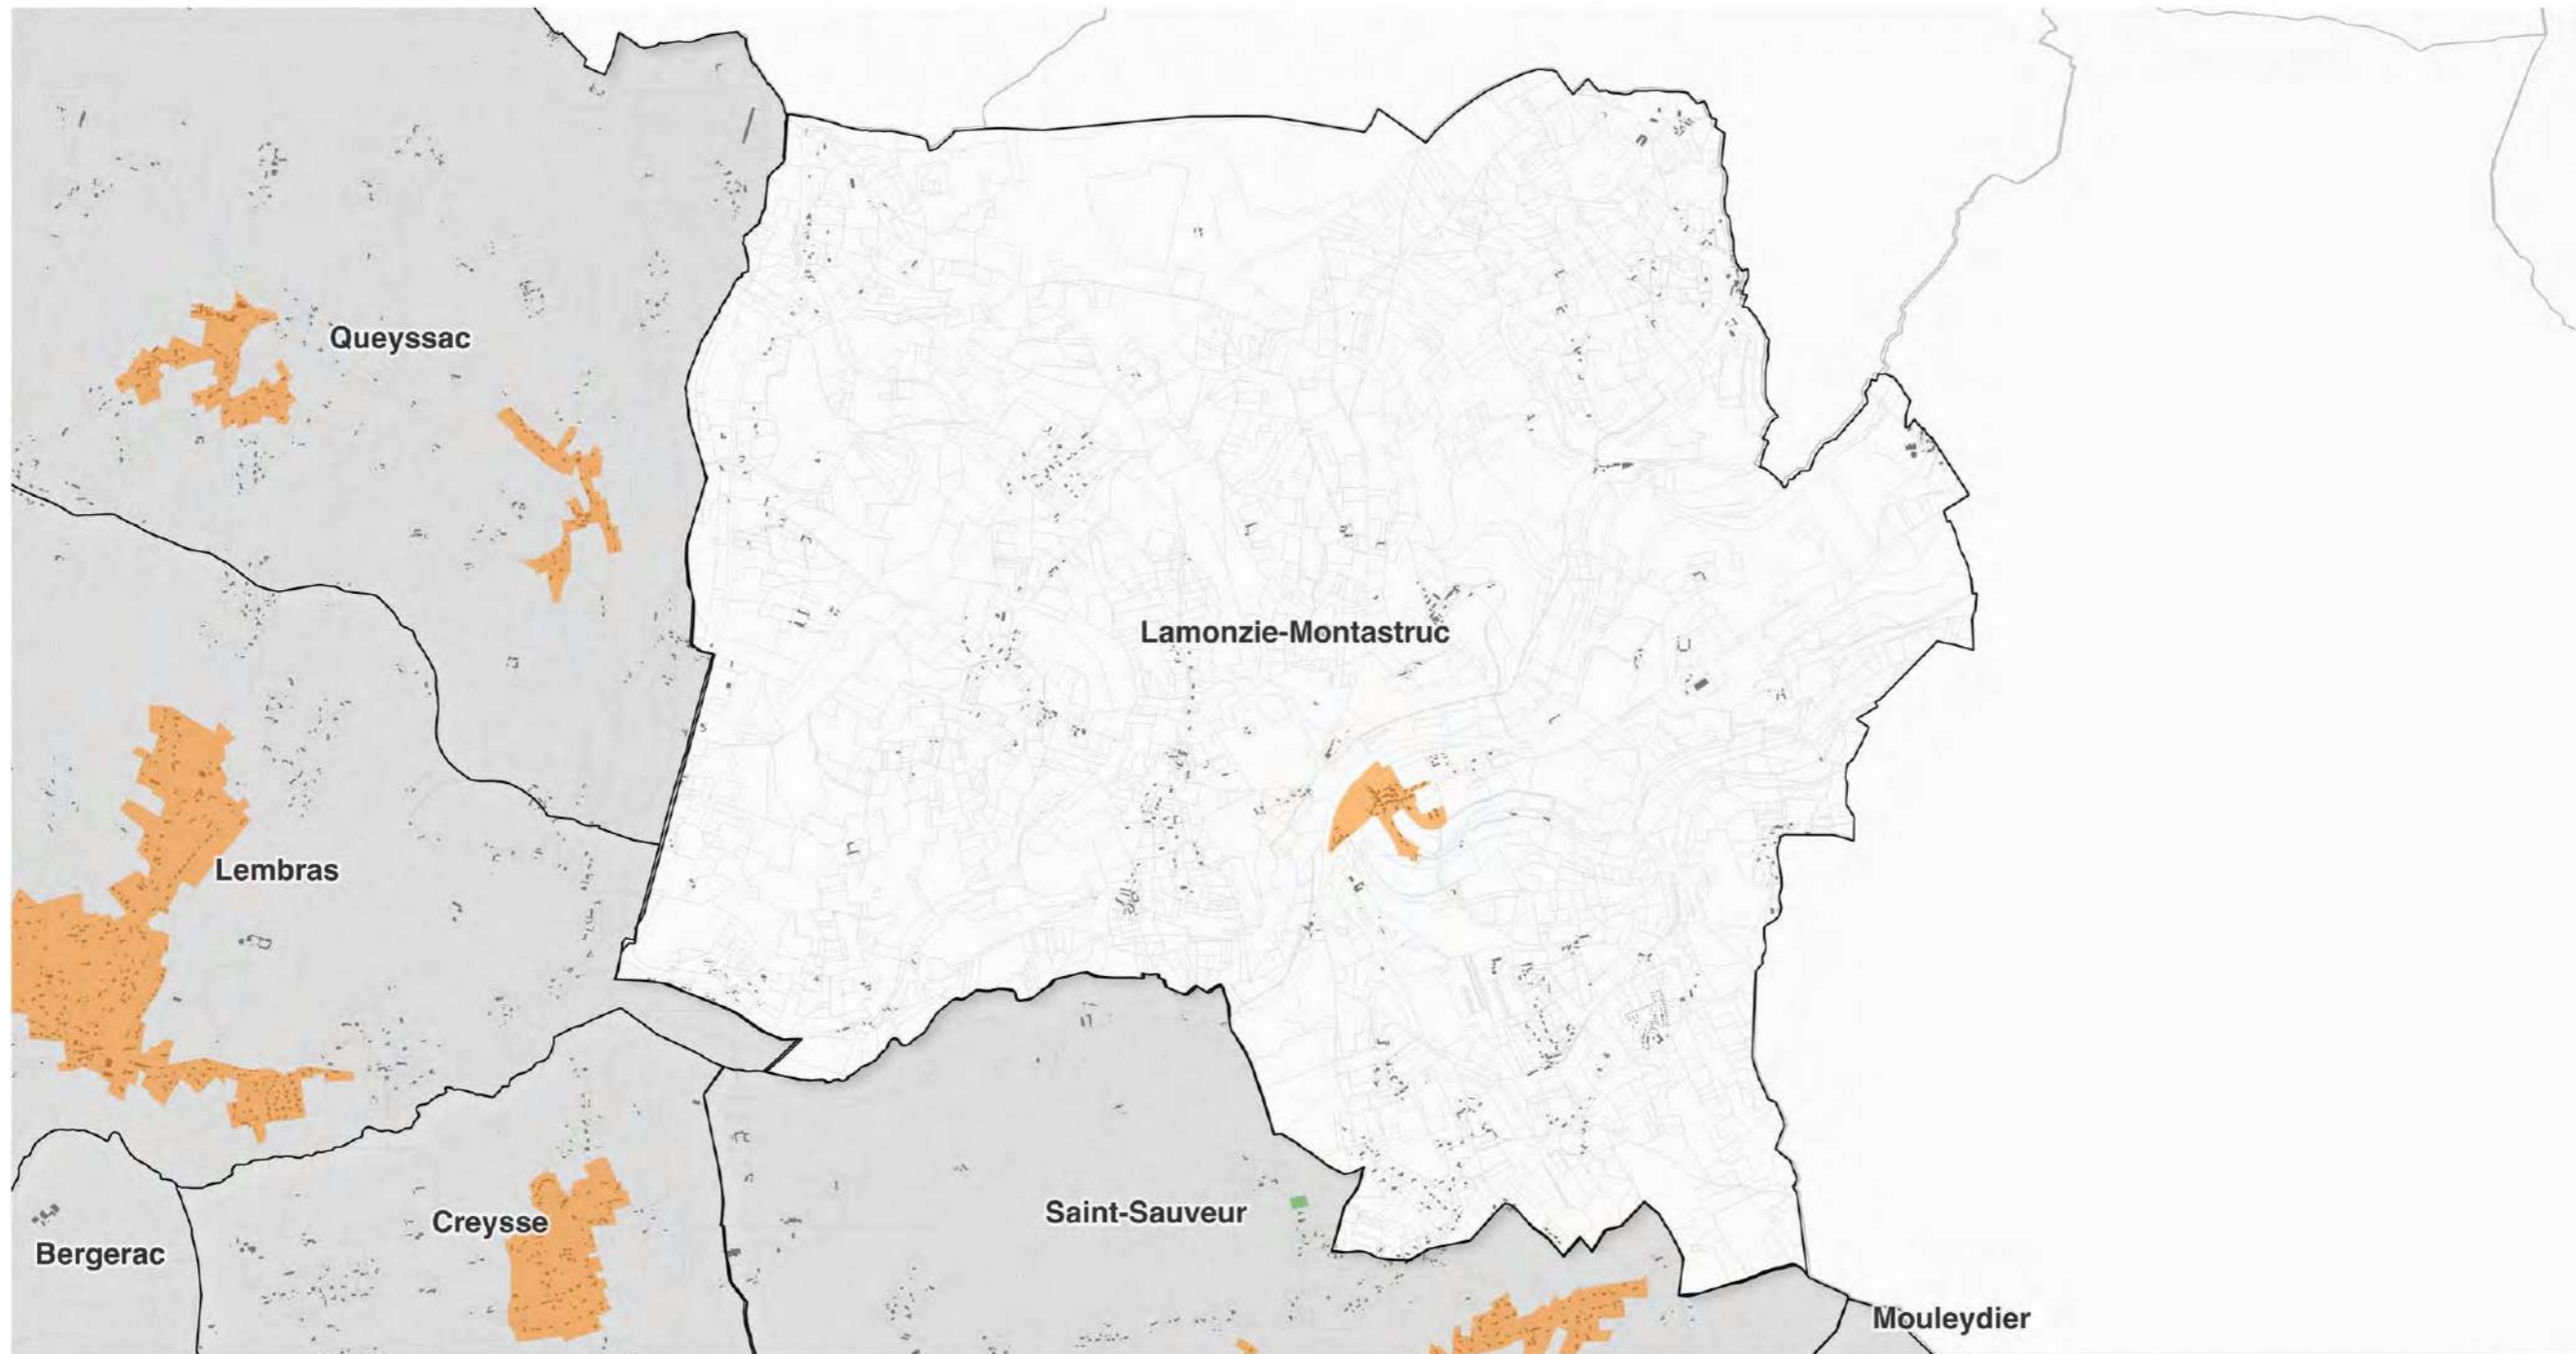 Queyssac
Lamonzie-Montastruc
Lembras
Saint-Sauveur
Creysse
Bergerac
Mouleydier